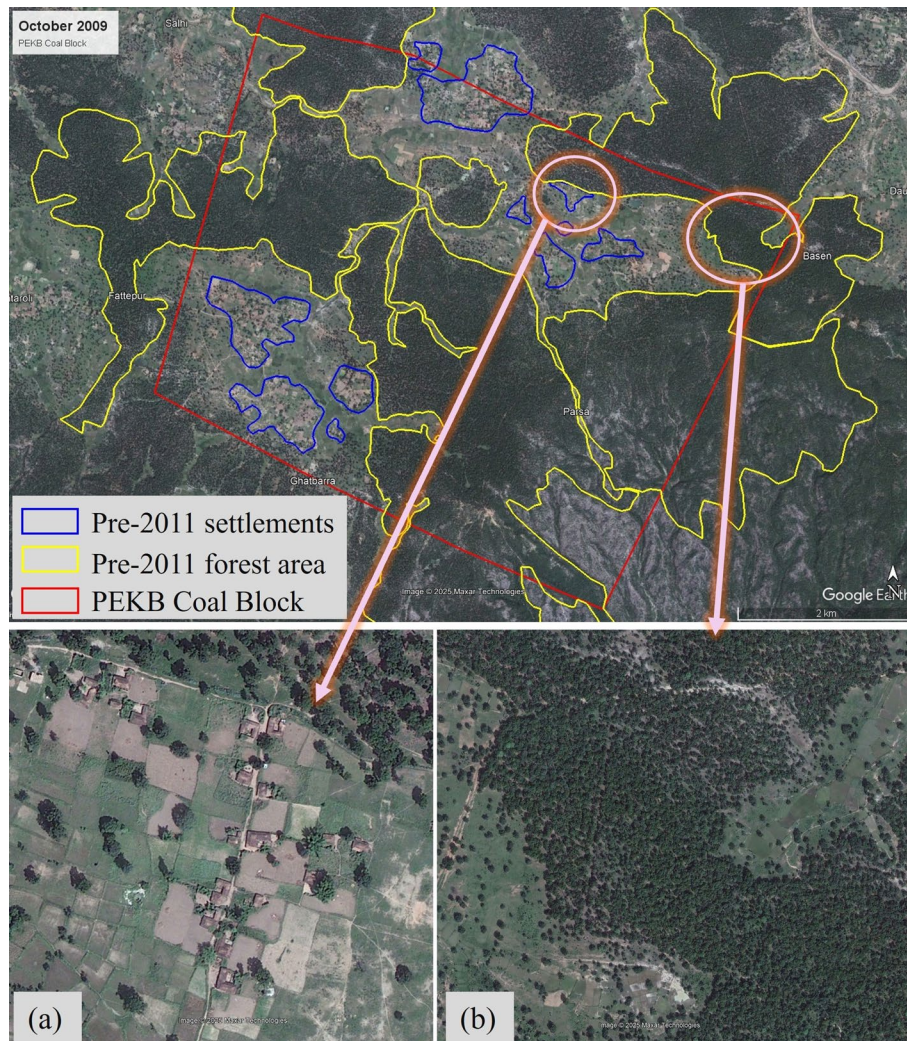 October 2009
PEKB Coal Block
Salhi
Basen
Fattepur
Parsa
Ghatbarra
Pre-2011 settlements
Pre-2011 forest area
PEKB Coal Block
Image © 2025 Maxar Technologies
N
Google Earth
2 km
(a)
Image © 2025 Maxar Technologies
(b)
Image © 2025 Maxar Technologies